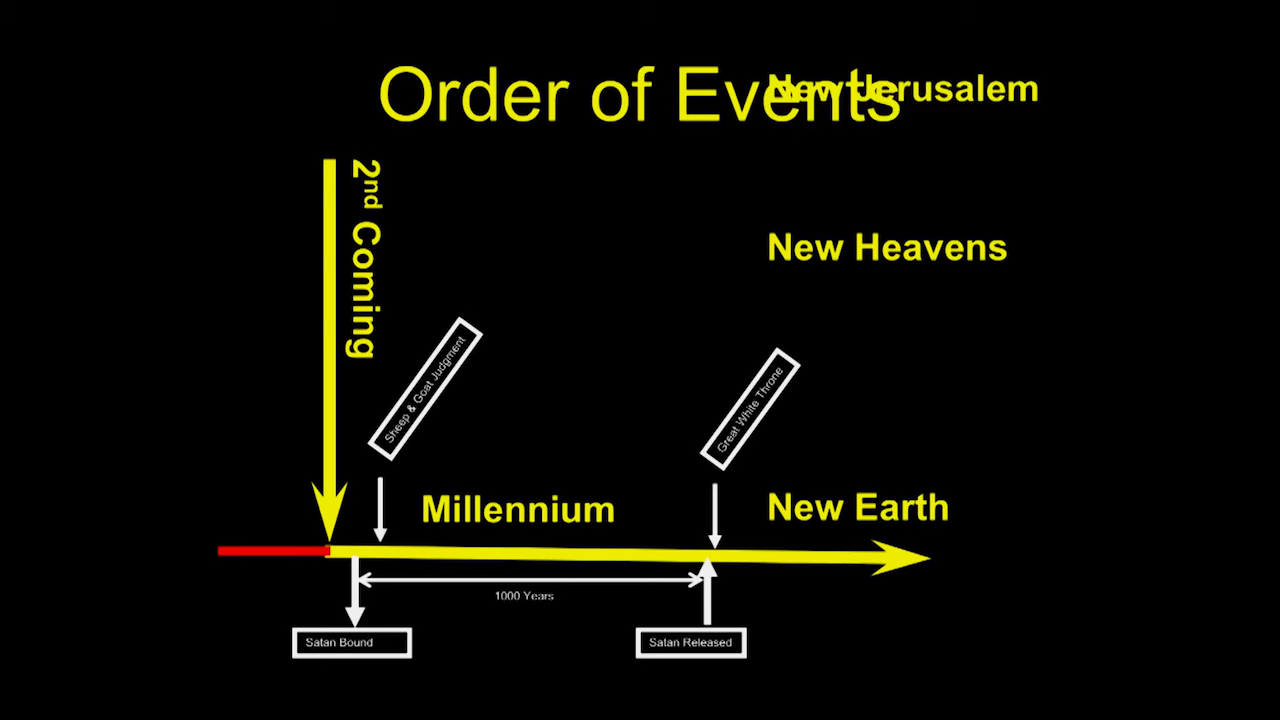 Order of Events
New Jerusalem
2nd Coming
New Heavens
Sheep & Goat Judgment
Great White Throne
Millennium
New Earth
1000 Years
Satan Bound
Satan Released